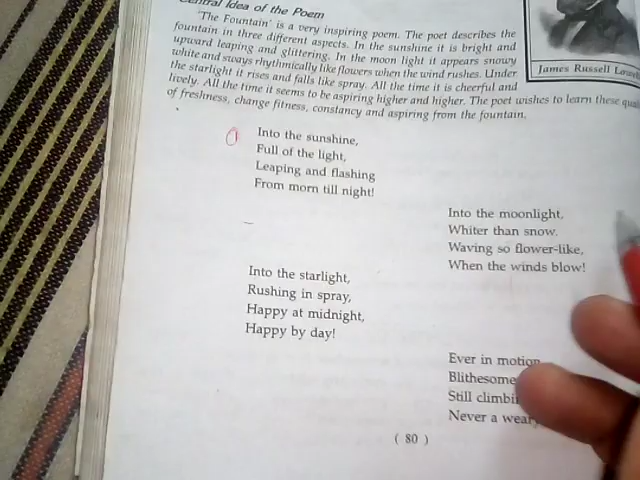 Central Idea of the Poem
'The Fountain' is a very inspiring poem. The poet describes the
fountain in three different aspects. In the sunshine it is bright and
upward leaping and glittering. In the moon light it appears snowy
white and sways rhythmically like flowers when the wind rushes. Under
the starlight it rises and falls like spray. All the time it is cheerful and
lively. All the time it seems to be aspiring higher and higher. The poet wishes to learn these
of freshness, change fitness, constancy and aspiring from the fountain.
James Russell
Into the sunshine,
Full of the light,
Leaping and flashing
From morn till night!
Into the moonlight,
Whiter than snow.
Waving so flower-like,
When the winds blow!
Into the starlight,
Rushing in spray,
Happy at midnight,
Happy by day!
Ever in motion
Blithesome
Still
Never a
( 80 )